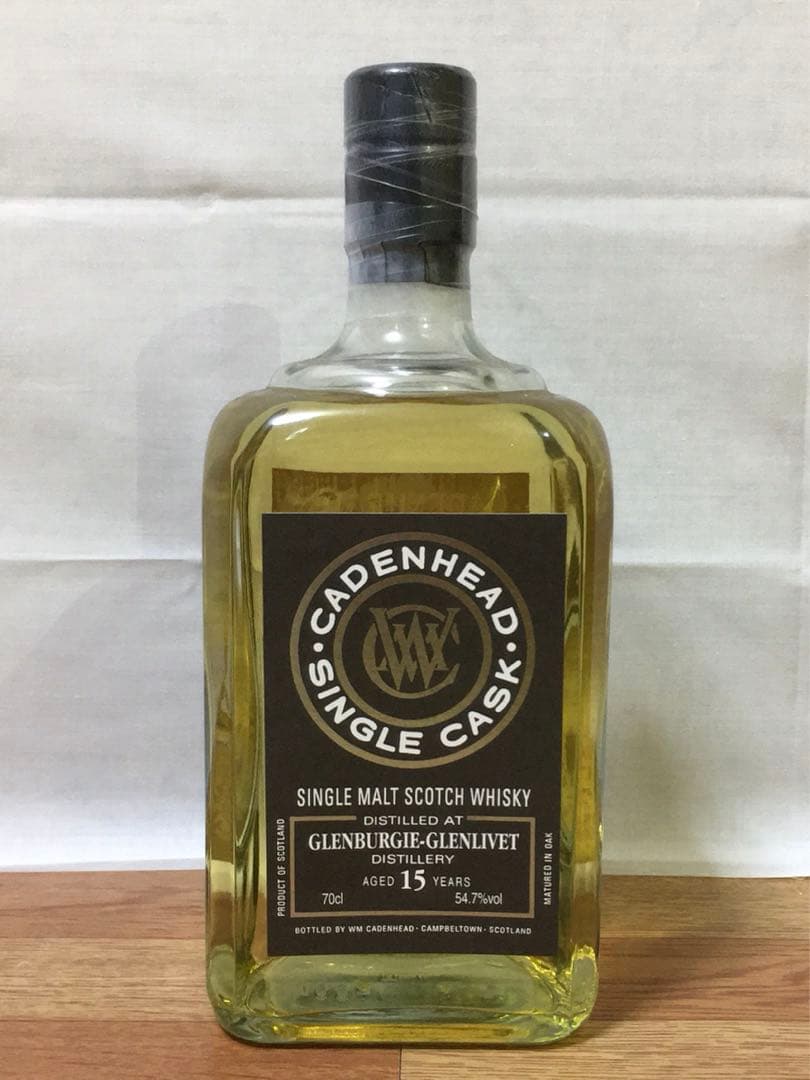 · CADENHEAD ·
SINGLE CASK
WC
SINGLE MALT SCOTCH WHISKY
DISTILLED AT
GLENBURGIE-GLENLIVET
DISTILLERY
AGED 15 YEARS
70cl 54.7%vol
PRODUCT OF SCOTLAND
MATURED IN OAK
BOTTLED BY WM CADENHEAD · CAMPBELTOWN · SCOTLAND